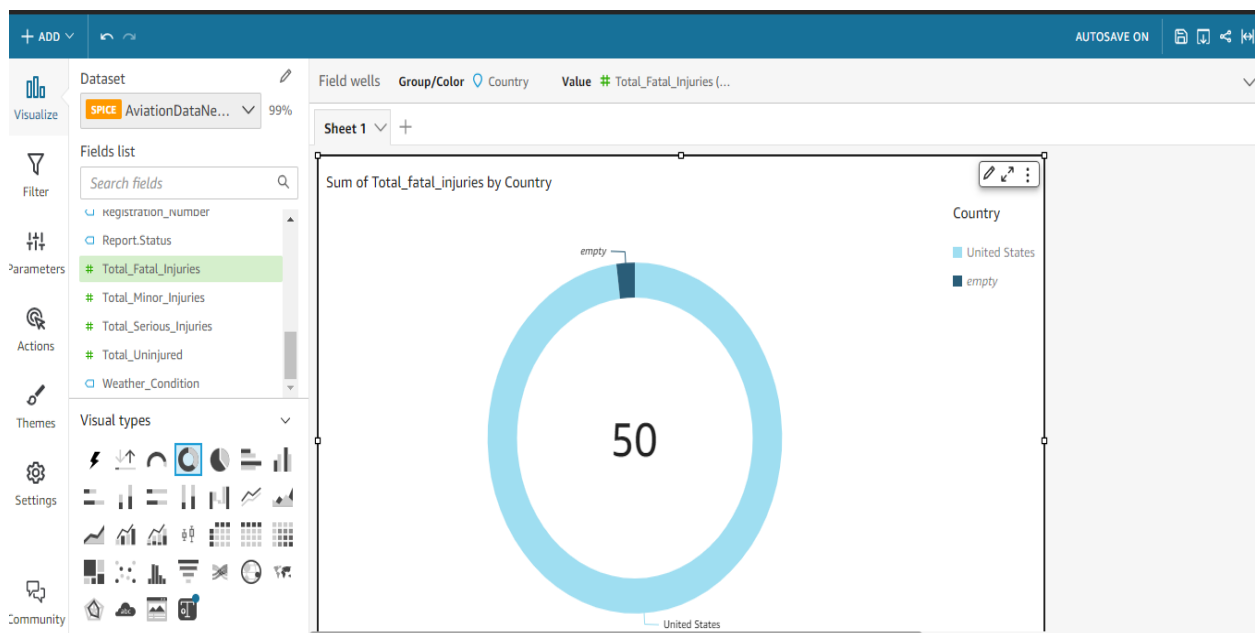 + ADD
AUTOSAVE ON
Visualize
Filter
Parameters
Actions
Themes
Settings
Community
Dataset
SPICE AviationDataNe... 99%
Fields list
Search fields
Registration_Number
Report.Status
# Total_Fatal_Injuries
# Total_Minor_Injuries
# Total_Serious_Injuries
# Total_Uninjured
Weather_Condition
Visual types
abc
Field wells Group/Color Country Value # Total_Fatal_Injuries (...
Sheet 1 +
Sum of Total_fatal_injuries by Country
empty
50
United States
Country
United States
empty